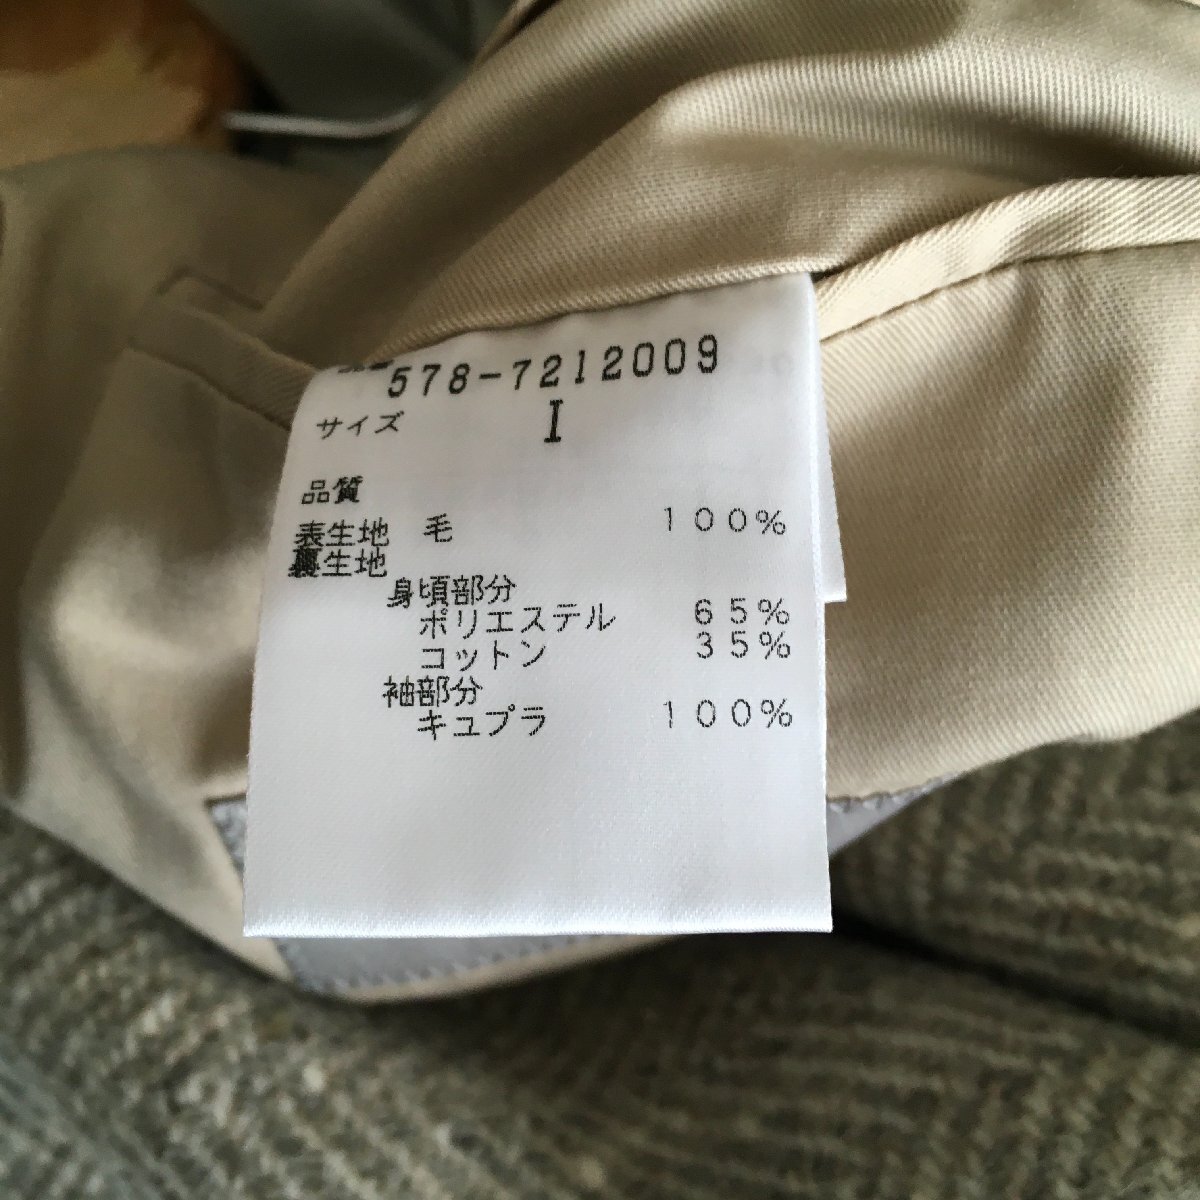 578-7212009
サイズ I
品質
表生地 毛 100%
裏生地
身頃部分
ポリエステル 65%
コットン 35%
袖部分
キュプラ 100%